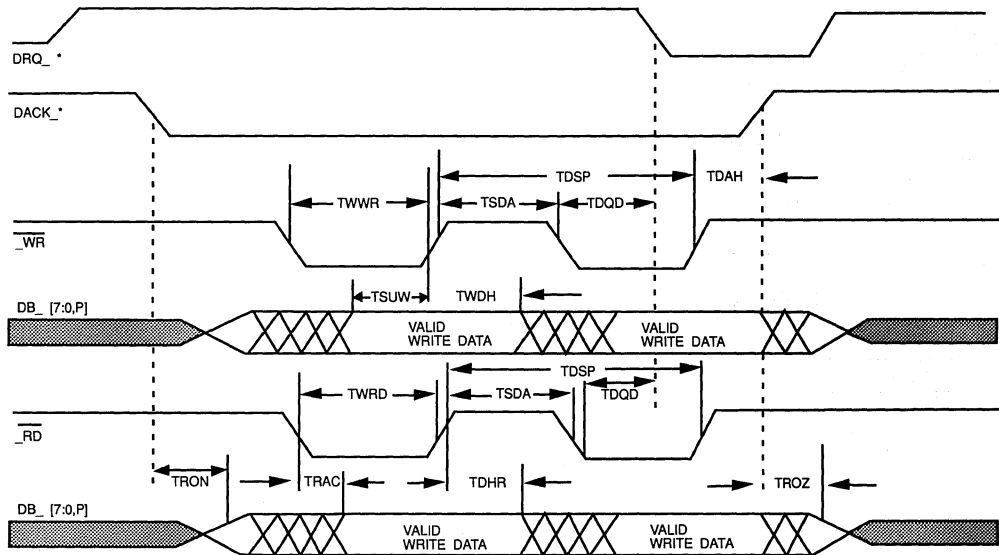 DRQ_ *
DACK_*
TDSP TDAH
TWWR TSDA TDQD
_WR
DB_ [7:0,P] TSUW TWDH
VALID WRITE DATA VALID WRITE DATA
TDSP
TWRD TSDA TDQD
_RD
TRON TRAC TDHR TROZ
DB_ [7:0,P]
VALID WRITE DATA VALID WRITE DATA